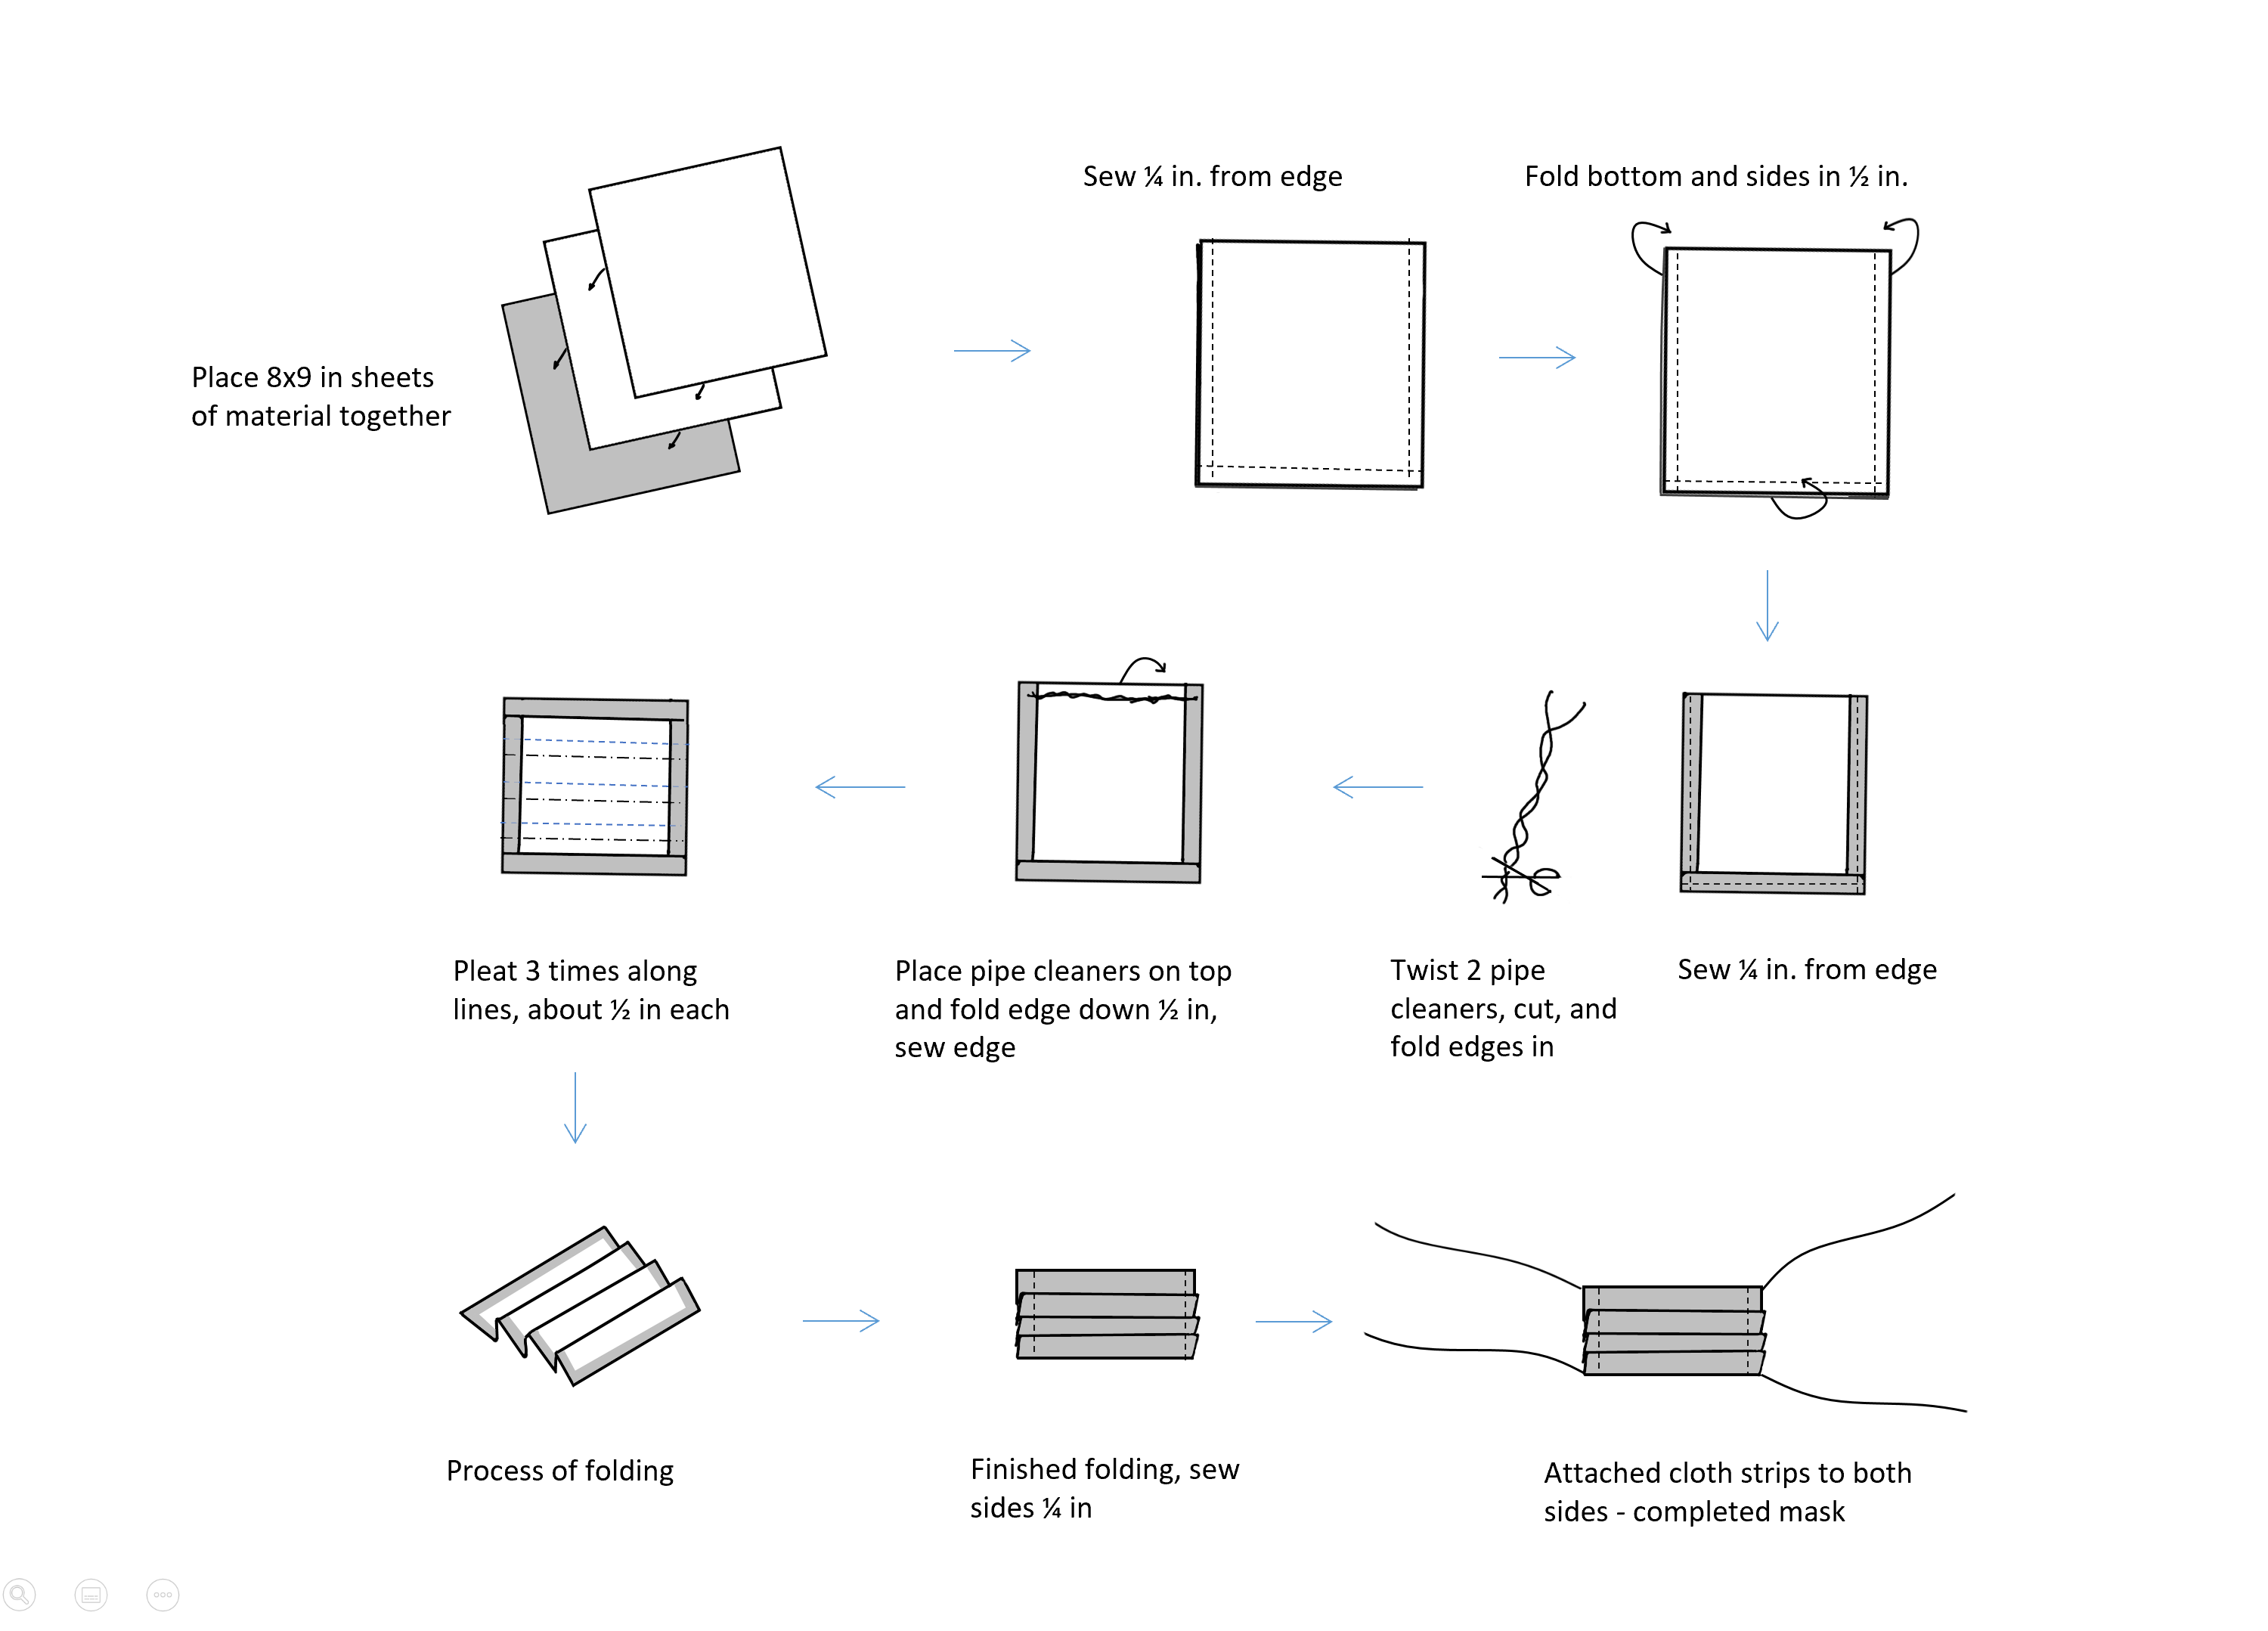 Place 8x9 in sheets
of material together
Sew ¼ in. from edge
Fold bottom and sides in ½ in.
Sew ¼ in. from edge
Twist 2 pipe
cleaners, cut, and
fold edges in
Place pipe cleaners on top
and fold edge down ½ in,
sew edge
Pleat 3 times along
lines, about ½ in each
Process of folding
Finished folding, sew
sides ¼ in
Attached cloth strips to both
sides - completed mask